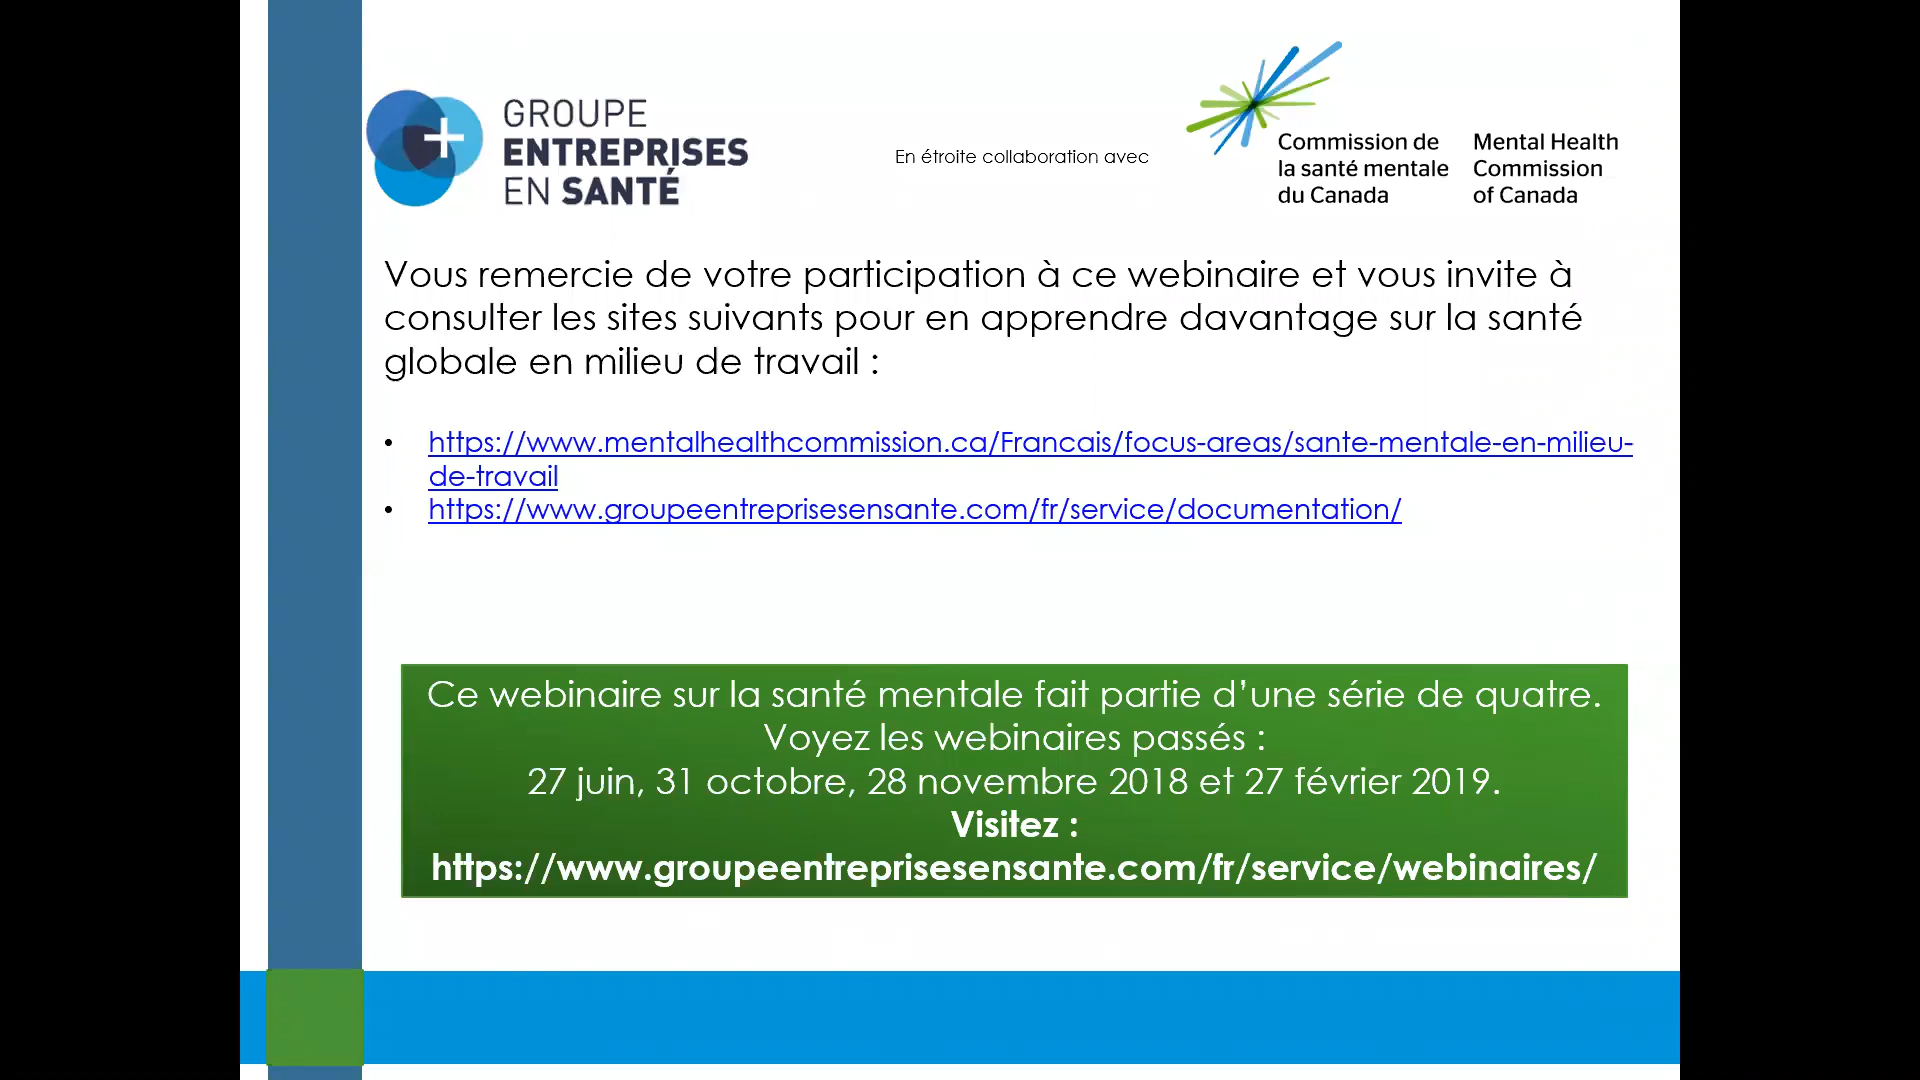 GROUPE
ENTREPRISES
EN SANTÉ
En étroite collaboration avec
Commission de
la santé mentale
du Canada
Mental Health
Commission
of Canada
Vous remercie de votre participation à ce webinaire et vous invite à
consulter les sites suivants pour en apprendre davantage sur la santé
globale en milieu de travail :
• https://www.mentalhealthcommission.ca/Francais/focus-areas/sante-mentale-en-milieu-
de-travail
• https://www.groupeentreprisesensante.com/fr/service/documentation/
Ce webinaire sur la santé mentale fait partie d’une série de quatre.
Voyez les webinaires passés :
27 juin, 31 octobre, 28 novembre 2018 et 27 février 2019.
Visitez :
https://www.groupeentreprisesensante.com/fr/service/webinaires/